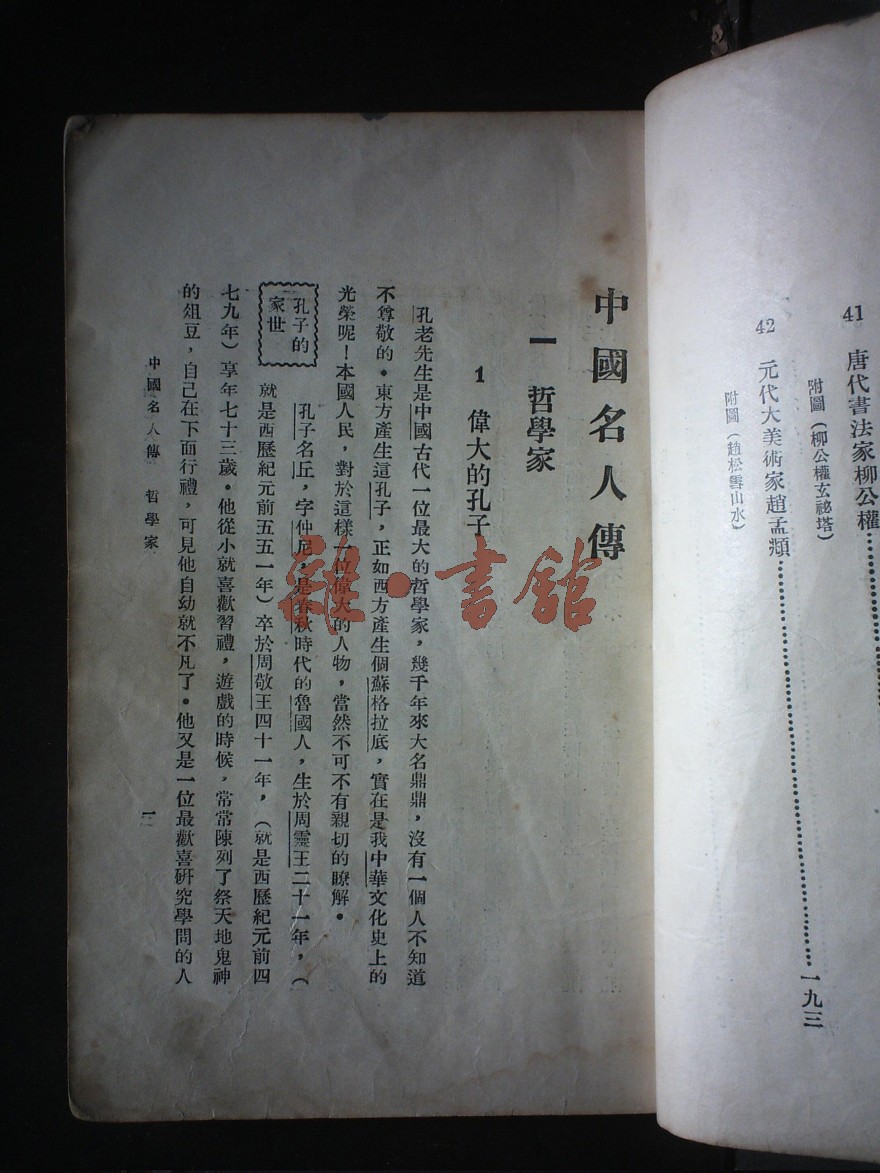 41 唐代書法家柳公權
附圖(柳公權玄祕塔)
42 元代大美術家趙孟頫………………一九三
附圖(趙松雪山水)
中國名人傳
一 哲學家
1 偉大的孔子
孔老先生是中國古代一位最大的哲學家,幾千年來大名鼎鼎,沒有一個人不知道
不尊敬的。東方產生這孔子,正如西方產生個蘇格拉底,實在是我中華文化史上的
光榮呢!本國人民,對於這樣一位偉大的人物,當然不可不有親切的瞭解。
孔子的
家世
孔子名丘,字仲尼,是春秋時代的魯國人,生於周靈王二十一年,(
就是西歷紀元前五五一年)卒於周敬王四十一年,(就是西歷紀元前四
七九年)享年七十三歲。他從小就喜歡習禮,遊戲的時候,常常陳列了祭天地鬼神
的俎豆,自己在下面行禮,可見他自幼就不凡了。他又是一位最歡喜研究學問的人
中國名人傳 哲學家
一
雜·書館